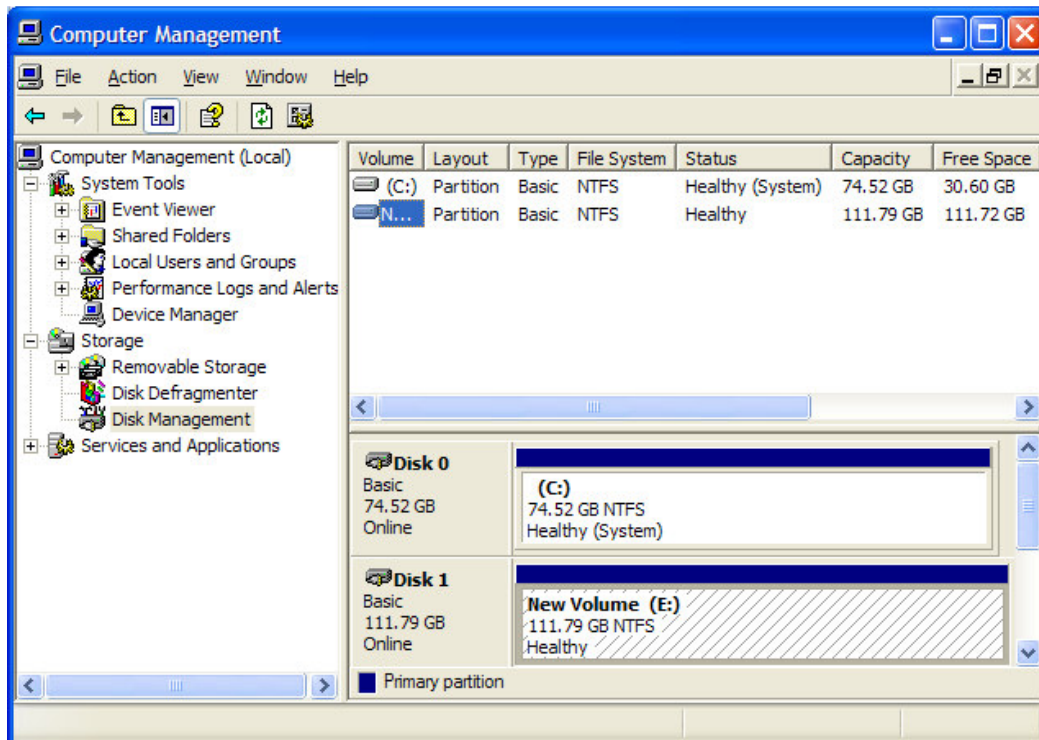 Computer Management
File Action View Window Help
Computer Management (Local)
System Tools
Event Viewer
Shared Folders
Local Users and Groups
Performance Logs and Alerts
Device Manager
Storage
Removable Storage
Disk Defragmenter
Disk Management
Services and Applications
Volume Layout Type File System Status Capacity Free Space
(C:) Partition Basic NTFS Healthy (System) 74.52 GB 30.60 GB
N... Partition Basic NTFS Healthy 111.79 GB 111.72 GB
Disk 0
Basic
74.52 GB
Online
(C:)
74.52 GB NTFS
Healthy (System)
Disk 1
Basic
111.79 GB
Online
New Volume (E:)
111.79 GB NTFS
Healthy
Primary partition